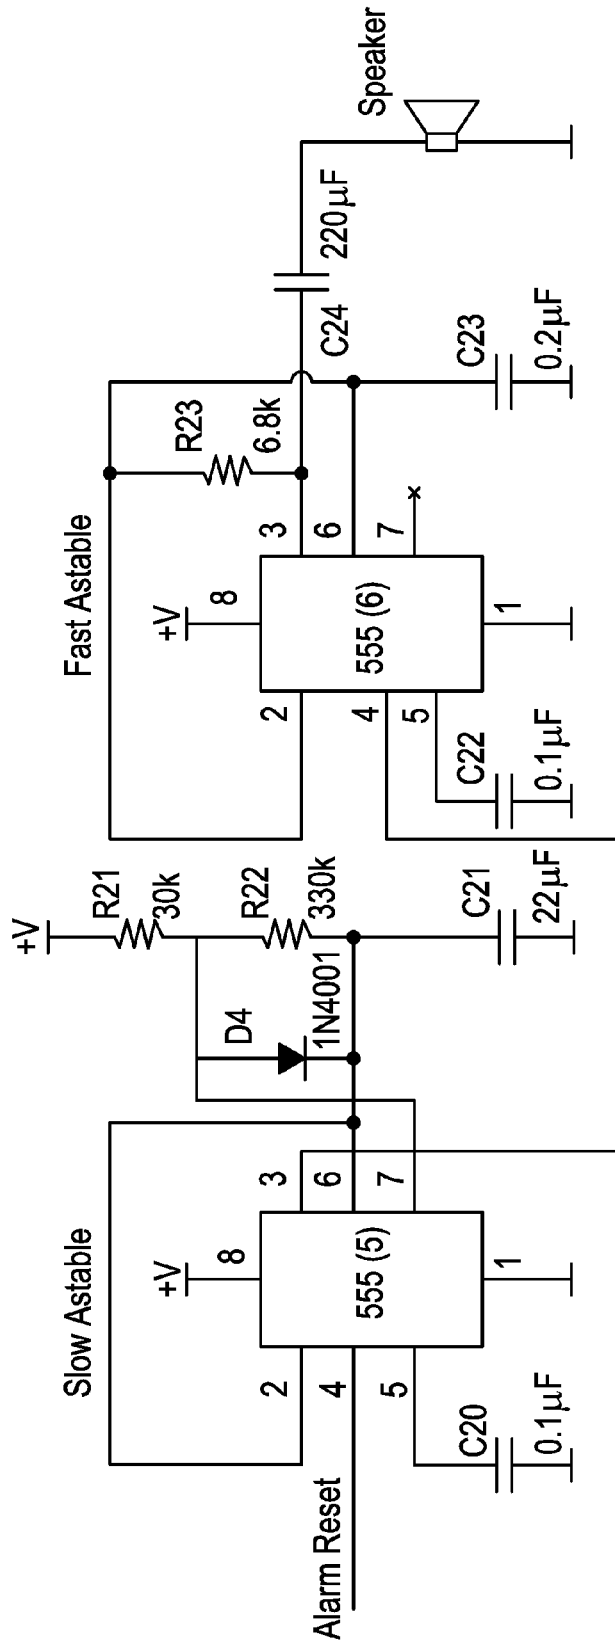 Slow Astable
+V
8
2
4
5
3
6
7
1
555 (5)
Alarm Reset
C20
0.1µF
D4
1N4001
+V
R21
30k
R22
330k
C21
22µF
Fast Astable
+V
8
2
4
5
3
6
7
1
555 (6)
C22
0.1µF
R23
6.8k
C24
220µF
C23
0.2µF
Speaker